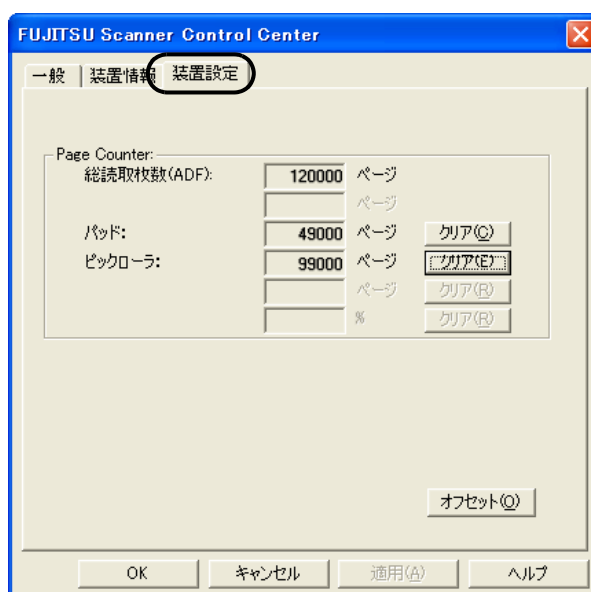 FUJITSU Scanner Control Center
一般 装置情報 装置設定
Page Counter:
総読取枚数(ADF): 120000 ページ
ページ
パッド: 49000 ページ クリア(C)
ピックローラ: 99000 ページ クリア(E)
ページ クリア(R)
% クリア(R)
オフセット(O)
OK キャンセル 適用(A) ヘルプ